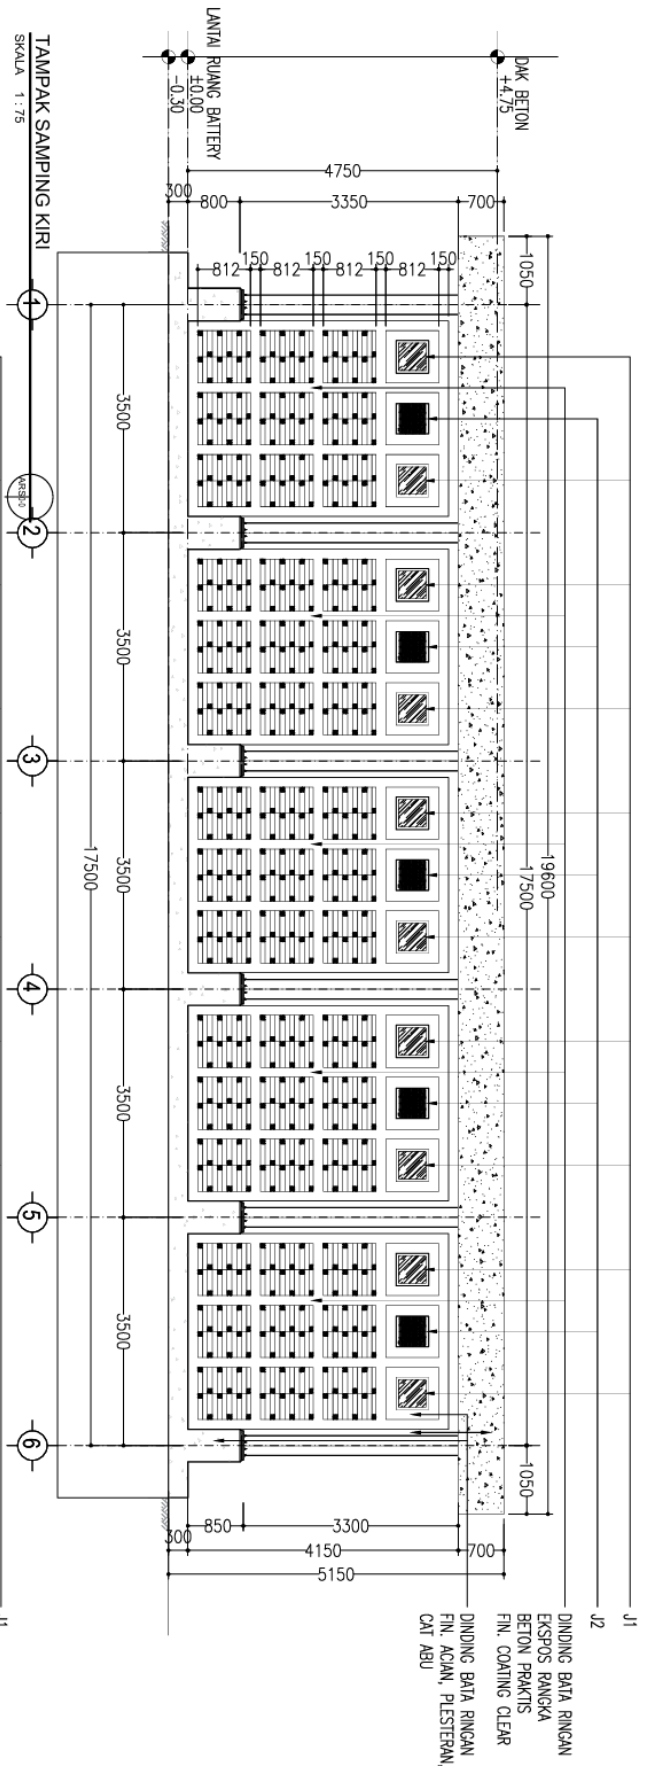 J1
J2
DINDING BATA RINGAN
EKSPOS RANGKA
BETON PRAKTIS
FIN. COATING CLEAR
DINDING BATA RINGAN
FIN. ACIAN, PLESTERAN,
CAT ABU
19600
1050
17500
1050
DAK BETON
+4.75
LANTAI RUANG BATTERY
±0.00
-0.30
4750
300
800
3350
700
150
150
150
150
812
812
812
812
300
850
3300
4150
700
5150
3500
3500
3500
3500
3500
17500
1
2
3
4
5
6
TAMPAK SAMPING KIRI
SKALA 1 : 75
J1